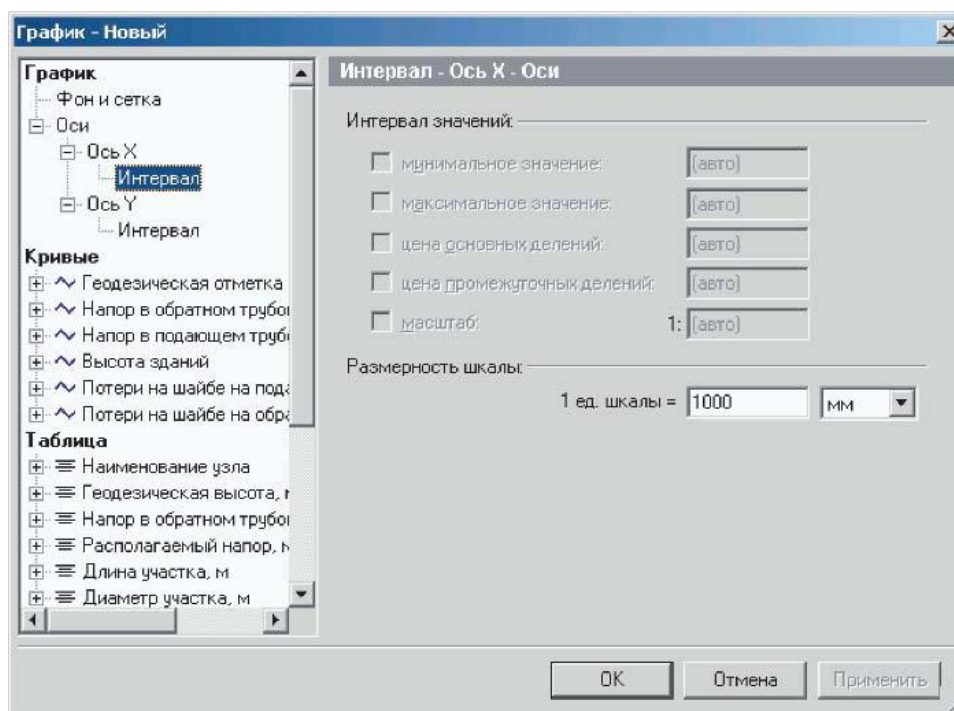 График - Новый
График
Фон и сетка
Оси
Ось X
Интервал
Ось Y
Интервал
Кривые
Геодезическая отметка
Напор в обратном трубо
Напор в подающем труб
Высота зданий
Потери на шайбе на пода
Потери на шайбе на обра
Таблица
Наименование узла
Геодезическая высота, м
Напор в обратном трубо
Располагаемый напор, м
Длина участка, м
Диаметр участка, м
Интервал - Ось X - Оси
Интервал значений:
минимальное значение: (авто)
максимальное значение: (авто)
цена основных делений: (авто)
цена промежуточных делений: (авто)
масштаб: 1: (авто)
Размерность шкалы:
1 ед. шкалы = 1000 мм
OK Отмена Применить